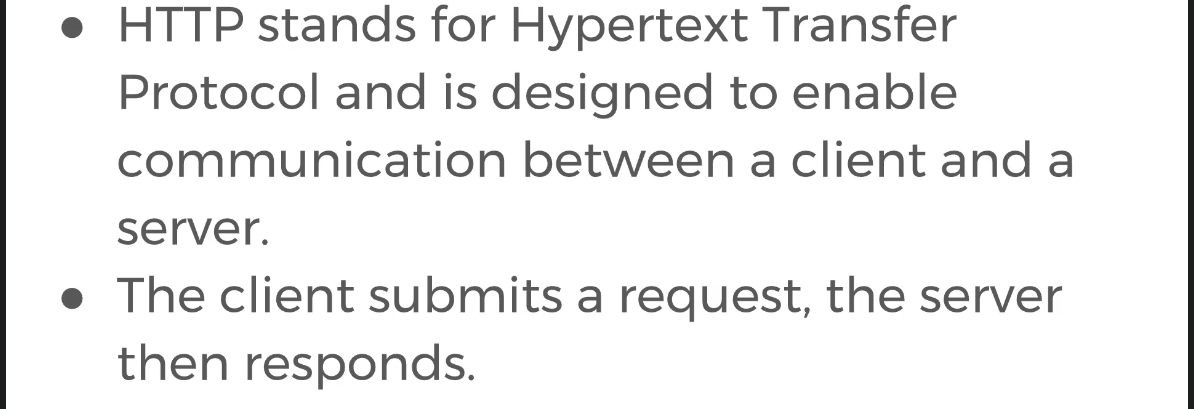 ● HTTP stands for Hypertext Transfer
Protocol and is designed to enable
communication between a client and a
server.
● The client submits a request, the server
then responds.